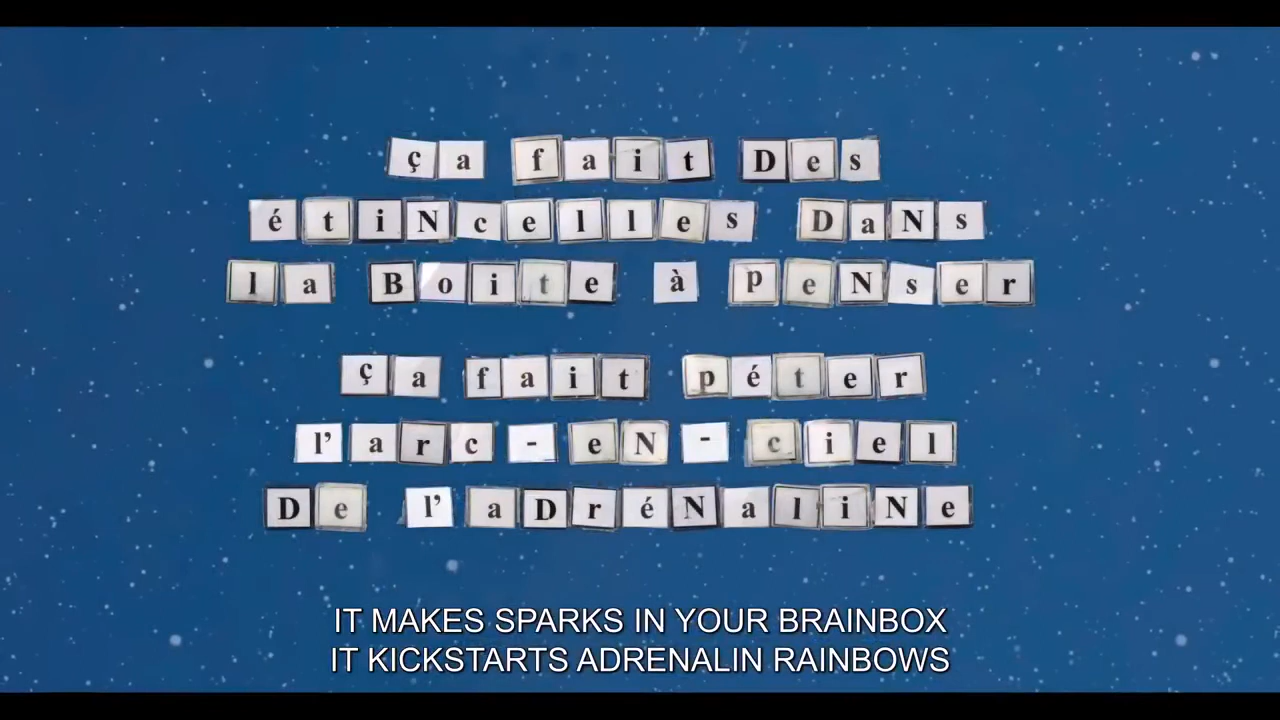 ça fait Des
étiNcelles DaNs
la Boite à peNser
ça fait péter
l’arc-eN-ciel
De l’aDréNaliNe
IT MAKES SPARKS IN YOUR BRAINBOX
IT KICKSTARTS ADRENALIN RAINBOWS